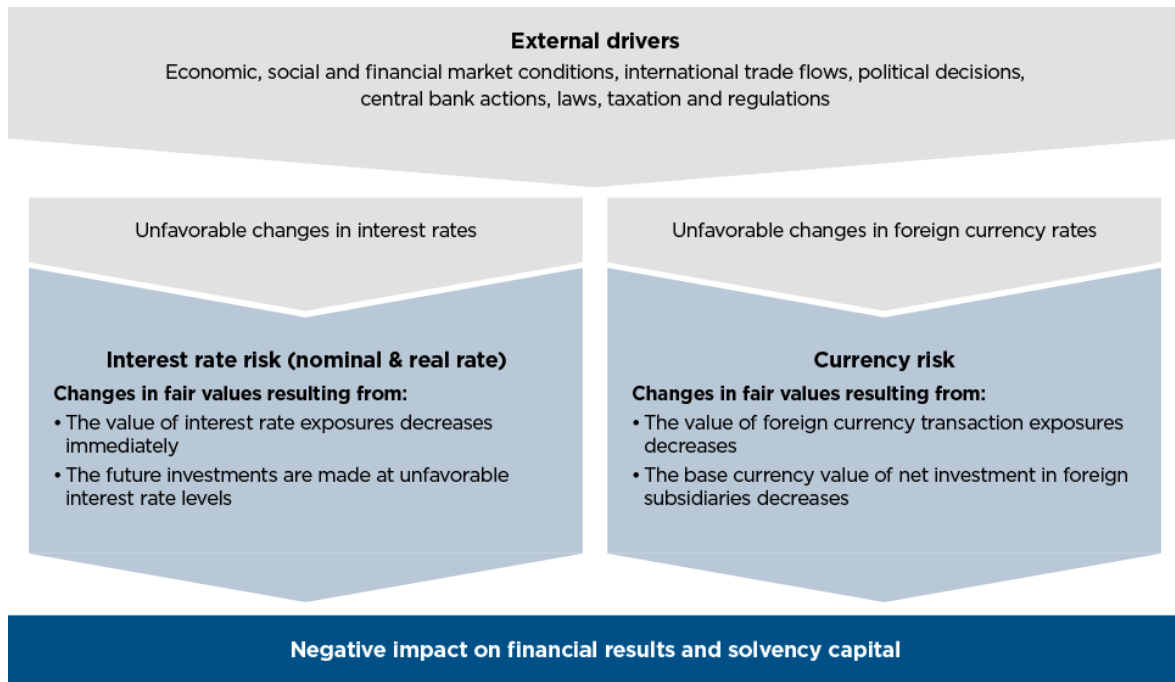 External drivers
Economic, social and financial market conditions, international trade flows, political decisions,
central bank actions, laws, taxation and regulations
Unfavorable changes in interest rates
Interest rate risk (nominal & real rate)
Changes in fair values resulting from:
• The value of interest rate exposures decreases
immediately
• The future investments are made at unfavorable
interest rate levels
Unfavorable changes in foreign currency rates
Currency risk
Changes in fair values resulting from:
• The value of foreign currency transaction exposures
decreases
• The base currency value of net investment in foreign
subsidiaries decreases
Negative impact on financial results and solvency capital